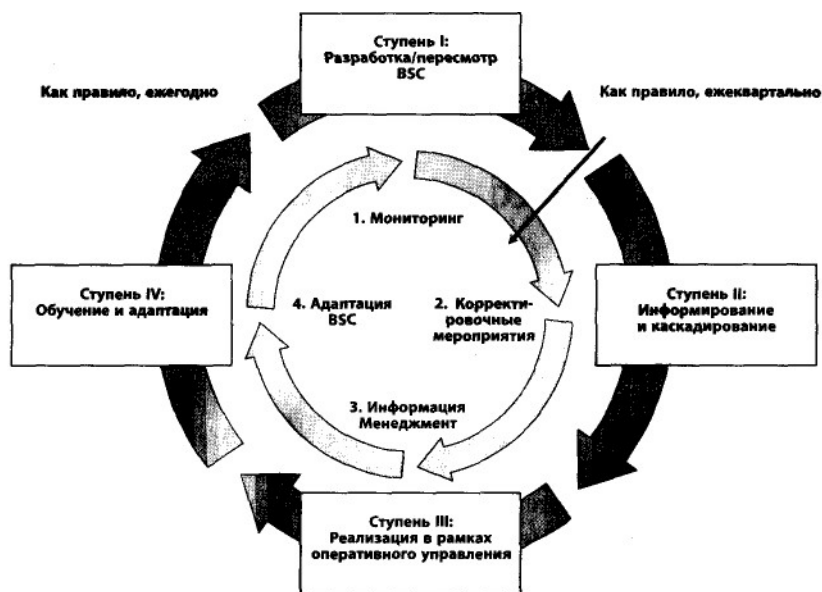 Ступень I:
Разработка/пересмотр
BSC
Как правило, ежегодно
Как правило, ежеквартально
1. Мониторинг
Ступень IV:
Обучение и адаптация
4. Адаптация
BSC
2. Корректи-
ровочные
мероприятия
Ступень Ii:
Информирование
и каскадирование
3. Информация
Менеджмент
Ступень III:
Реализация в рамках
оперативного управления